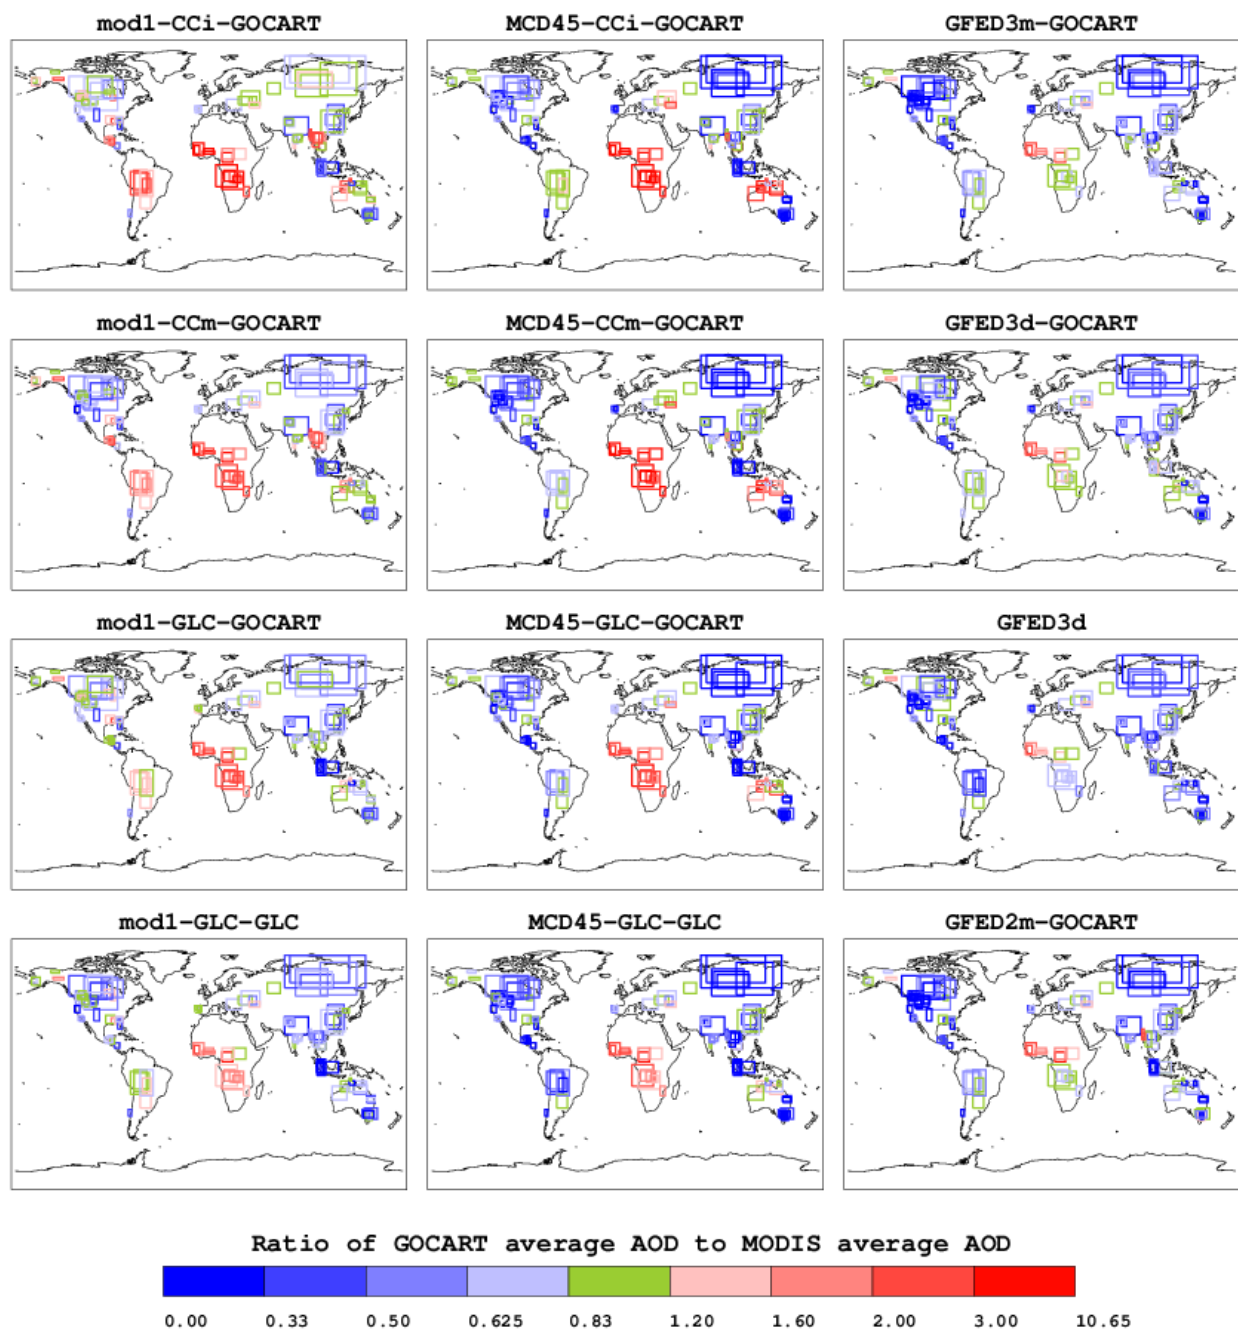 mod1-CCi-GOCART MCD45-CCi-GOCART GFED3m-GOCART
mod1-CCm-GOCART MCD45-CCm-GOCART GFED3d-GOCART
mod1-GLC-GOCART MCD45-GLC-GOCART GFED3d
mod1-GLC-GLC MCD45-GLC-GLC GFED2m-GOCART
Ratio of GOCART average AOD to MODIS average AOD
0.00 0.33 0.50 0.625 0.83 1.20 1.60 2.00 3.00 10.65